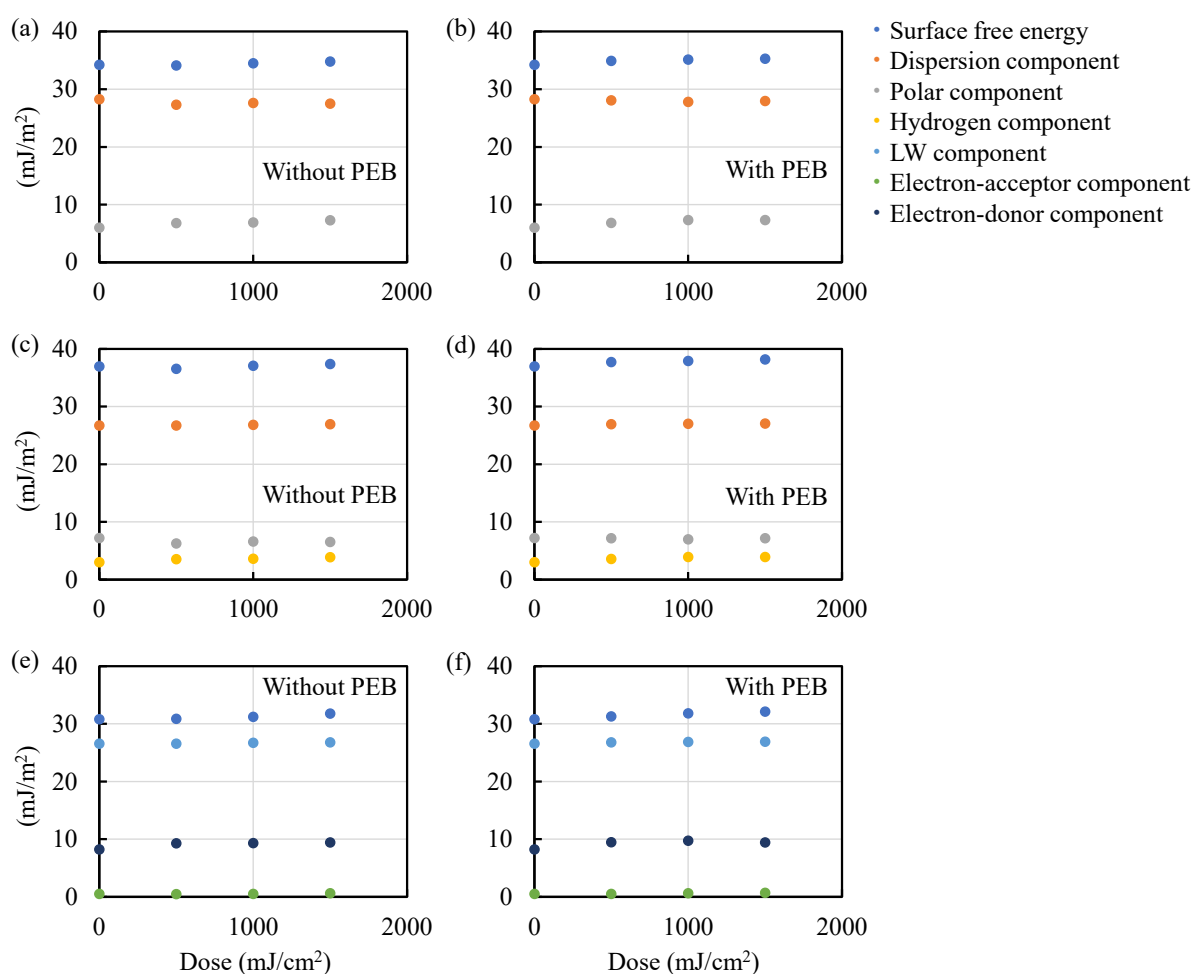 (a)
40
30
20
10
0
(mJ/m²)
Without PEB
0 1000 2000
(b)
40
30
20
10
0
With PEB
0 1000 2000
Surface free energy
Dispersion component
Polar component
Hydrogen component
LW component
Electron-acceptor component
Electron-donor component
(c)
40
30
20
10
0
(mJ/m²)
Without PEB
0 1000 2000
(d)
40
30
20
10
0
With PEB
0 1000 2000
(e)
40
30
20
10
0
(mJ/m²)
Without PEB
0 1000 2000
Dose (mJ/cm²)
(f)
40
30
20
10
0
With PEB
0 1000 2000
Dose (mJ/cm²)